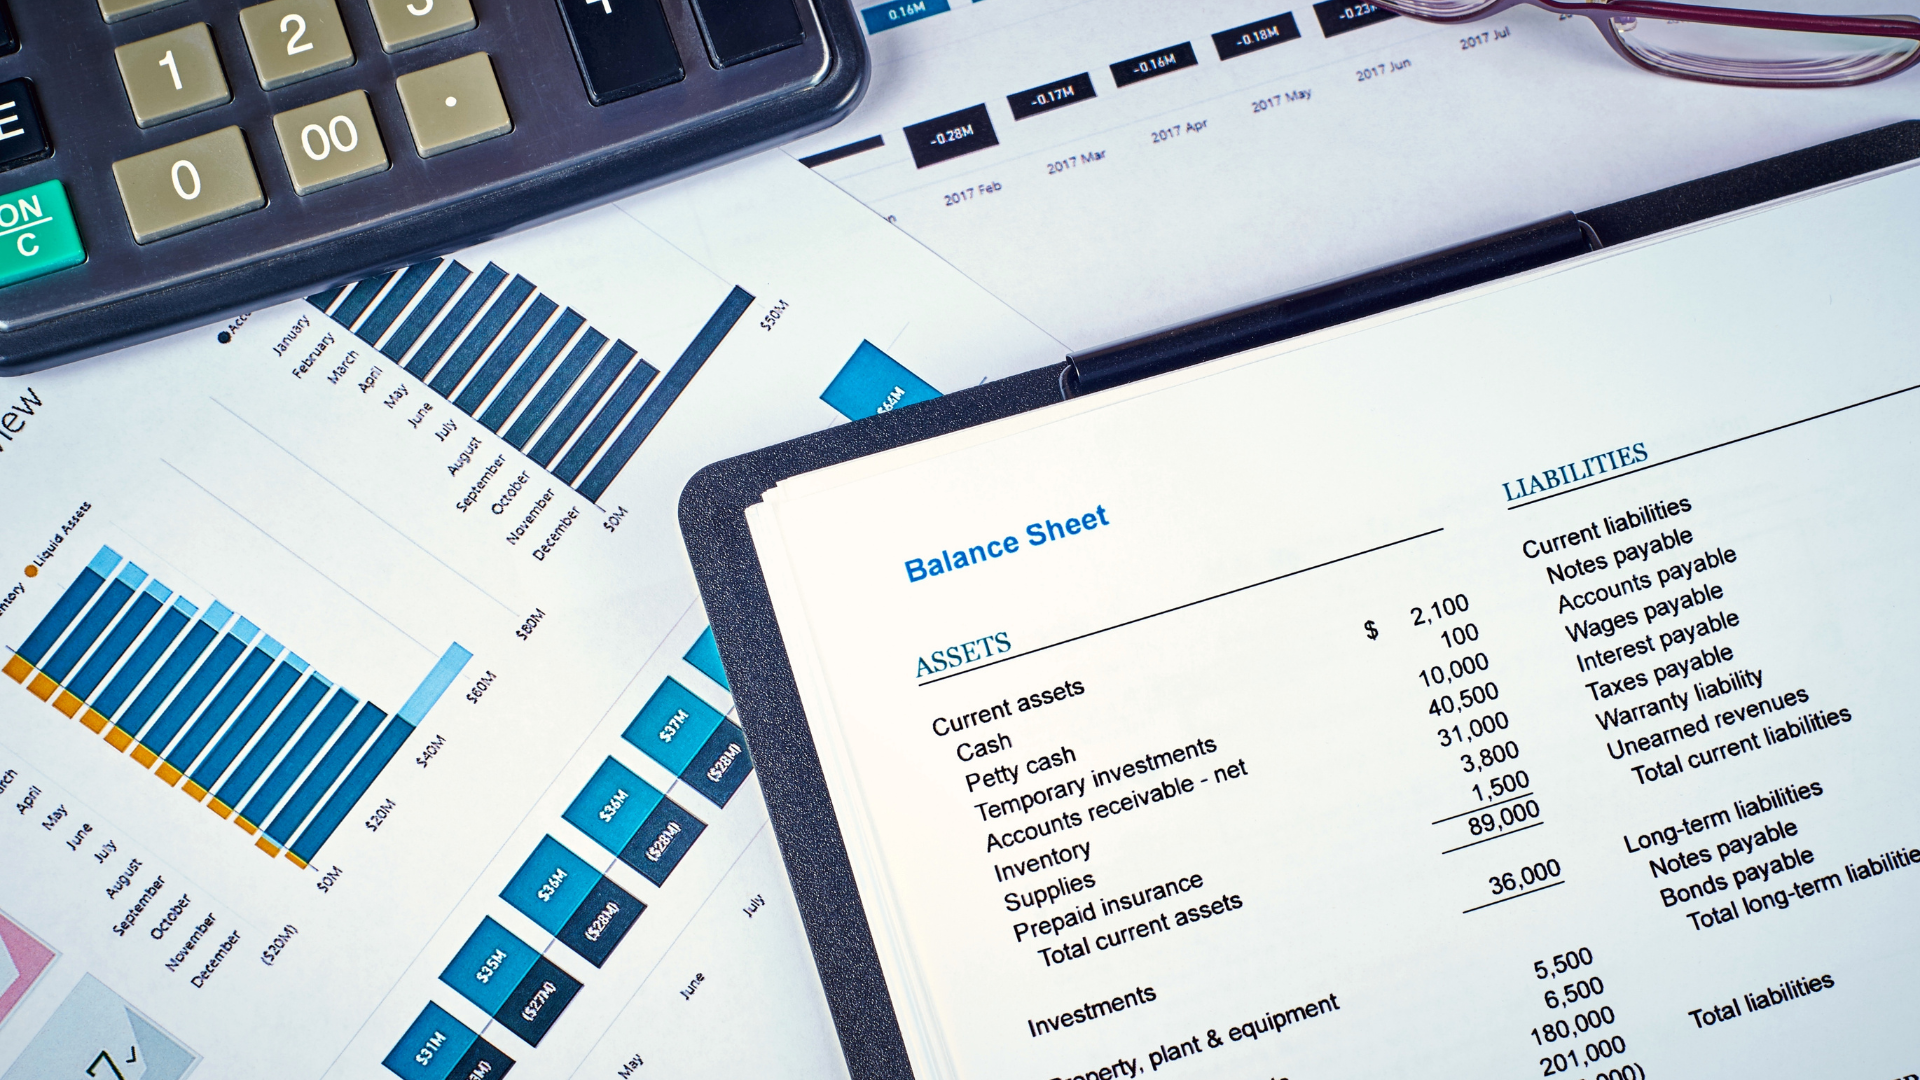 1
2
0
00
.
ON
C
E
0.16M
-0.28M
-0.17M
-0.16M
-0.18M
2017 Feb
2017 Mar
2017 Apr
2017 May
2017 Jun
2017 Jul
January
February
March
April
May
June
July
August
September
October
November
December
$0M
$50M
$64M
Liquid Assets
$80M
$60M
$40M
$20M
$0M
($20M)
April
May
June
July
August
September
October
November
December
$37M
($28M)
$36M
($28M)
$36M
($28M)
$35M
($27M)
$31M
July
June
May
7
Balance Sheet
ASSETS
Current assets
Cash $ 2,100
Petty cash 100
Temporary investments 10,000
Accounts receivable - net 40,500
Inventory 31,000
Supplies 3,800
Prepaid insurance 1,500
Total current assets 89,000
Investments 36,000
Property, plant & equipment
5,500
6,500
180,000
201,000
LIABILITIES
Current liabilities
Notes payable
Accounts payable
Wages payable
Interest payable
Taxes payable
Warranty liability
Unearned revenues
Total current liabilities
Long-term liabilities
Notes payable
Bonds payable
Total long-term liabilitie
Total liabilities